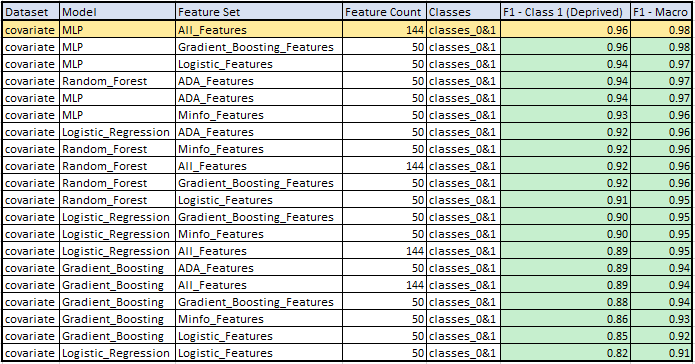 Dataset Model Feature Set Feature Count Classes F1 - Class 1 (Deprived) F1 - Macro
covariate MLP All_Features 144 classes_0&1 0.96 0.98
covariate MLP Gradient_Boosting_Features 50 classes_0&1 0.96 0.98
covariate MLP Logistic_Features 50 classes_0&1 0.94 0.97
covariate Random_Forest ADA_Features 50 classes_0&1 0.94 0.97
covariate MLP ADA_Features 50 classes_0&1 0.94 0.97
covariate MLP Minfo_Features 50 classes_0&1 0.93 0.96
covariate Logistic_Regression ADA_Features 50 classes_0&1 0.92 0.96
covariate Random_Forest Minfo_Features 50 classes_0&1 0.92 0.96
covariate Random_Forest All_Features 144 classes_0&1 0.92 0.96
covariate Random_Forest Gradient_Boosting_Features 50 classes_0&1 0.92 0.96
covariate Random_Forest Logistic_Features 50 classes_0&1 0.91 0.95
covariate Logistic_Regression Gradient_Boosting_Features 50 classes_0&1 0.90 0.95
covariate Logistic_Regression Minfo_Features 50 classes_0&1 0.90 0.95
covariate Logistic_Regression All_Features 144 classes_0&1 0.89 0.95
covariate Gradient_Boosting ADA_Features 50 classes_0&1 0.89 0.94
covariate Gradient_Boosting All_Features 144 classes_0&1 0.89 0.94
covariate Gradient_Boosting Gradient_Boosting_Features 50 classes_0&1 0.88 0.94
covariate Gradient_Boosting Minfo_Features 50 classes_0&1 0.86 0.93
covariate Gradient_Boosting Logistic_Features 50 classes_0&1 0.85 0.92
covariate Logistic_Regression Logistic_Features 50 classes_0&1 0.82 0.91